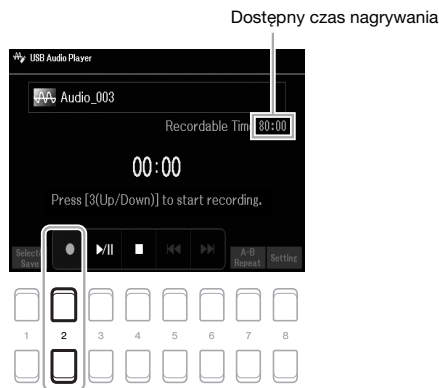 Dostępny czas nagrywania
USB Audio Player
Audio_003
Recordable Time 80:00
00:00
Press [3(Up/Down)] to start recording.
Select/
Save
A-B
Repeat
Setting
1 2 3 4 5 6 7 8